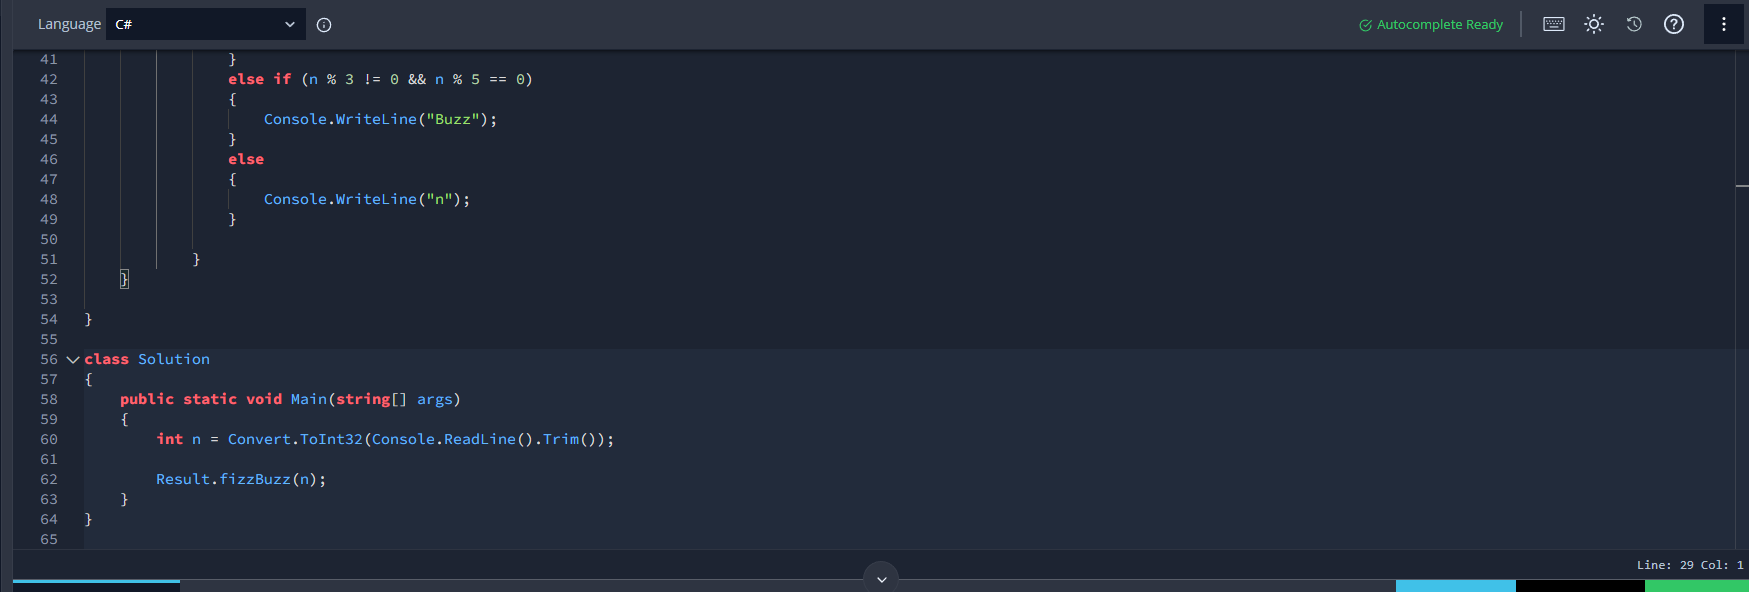 Language C# Autocomplete Ready
41 }
42 else if (n % 3 != 0 && n % 5 == 0)
43 {
44 Console.WriteLine("Buzz");
45 }
46 else
47 {
48 Console.WriteLine("n");
49 }
50
51 }
52 }
53
54 }
55
56 class Solution
57 {
58 public static void Main(string[] args)
59 {
60 int n = Convert.ToInt32(Console.ReadLine().Trim());
61
62 Result.fizzBuzz(n);
63 }
64 }
65
Line: 29 Col: 1